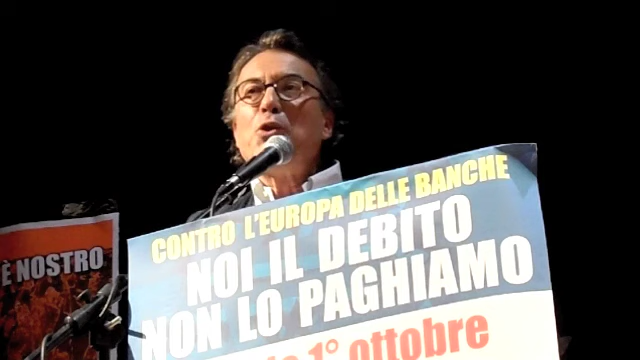 È NOSTRO
CONTRO L'EUROPA DELLE BANCHE
NOI IL DEBITO
NON LO PAGHIAMO
1° ottobre